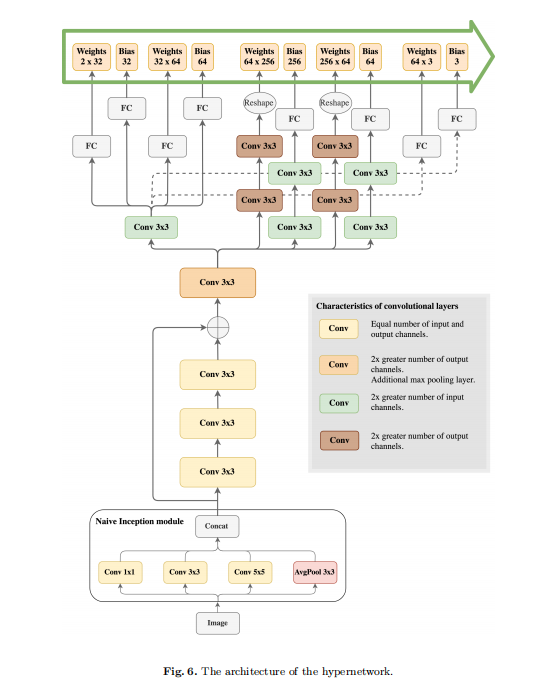 Weights Bias Weights Bias Weights Bias Weights Bias Weights Bias
2 x 32 32 32 x 64 64 64 x 256 256 256 x 64 64 64 x 3 3
Reshape Reshape
FC FC
FC FC FC
FC FC FC
Conv 3x3 Conv 3x3
Conv 3x3 Conv 3x3
Conv 3x3 Conv 3x3
Conv 3x3 Conv 3x3 Conv 3x3
Conv 3x3
Characteristics of convolutional layers
Conv
Equal number of input and
output channels.
Conv
2x greater number of output
channels.
Additional max pooling layer.
Conv
2x greater number of input
channels.
Conv
2x greater number of output
channels.
Conv 3x3
Conv 3x3
Conv 3x3
Naive Inception module
Concat
Conv 1x1 Conv 3x3 Conv 5x5 AvgPool 3x3
Image
Fig. 6. The architecture of the hypernetwork.